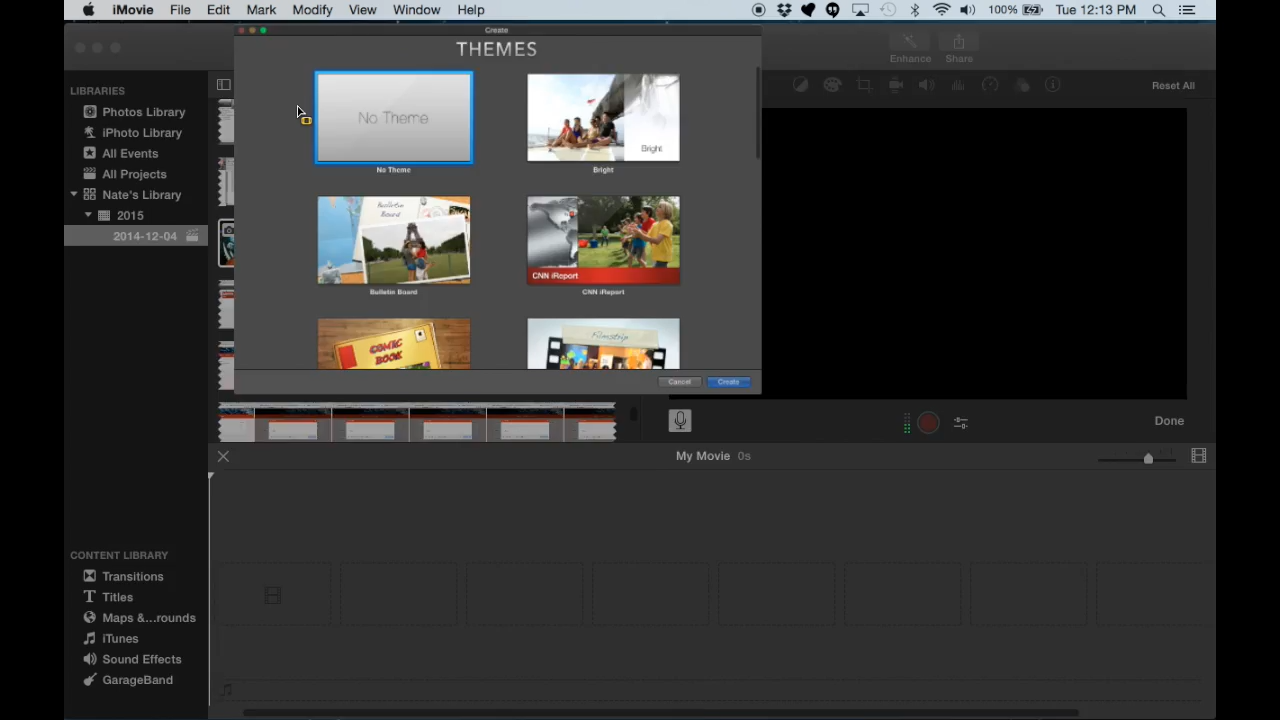 iMovie File Edit Mark Modify View Window Help 100% Tue 12:13 PM
Create
THEMES
Enhance Share
LIBRARIES
Photos Library
iPhoto Library
All Events
All Projects
Nate's Library
2015
2014-12-04
Reset All
No Theme
Bright
No Theme
Bright
Bulletin
Board
CNN iReport
Bulletin Board
CNN iReport
COMIC
BOOK
Filmstrip
Cancel Create
Done
My Movie 0s
CONTENT LIBRARY
Transitions
T Titles
Maps &...rounds
iTunes
Sound Effects
GarageBand